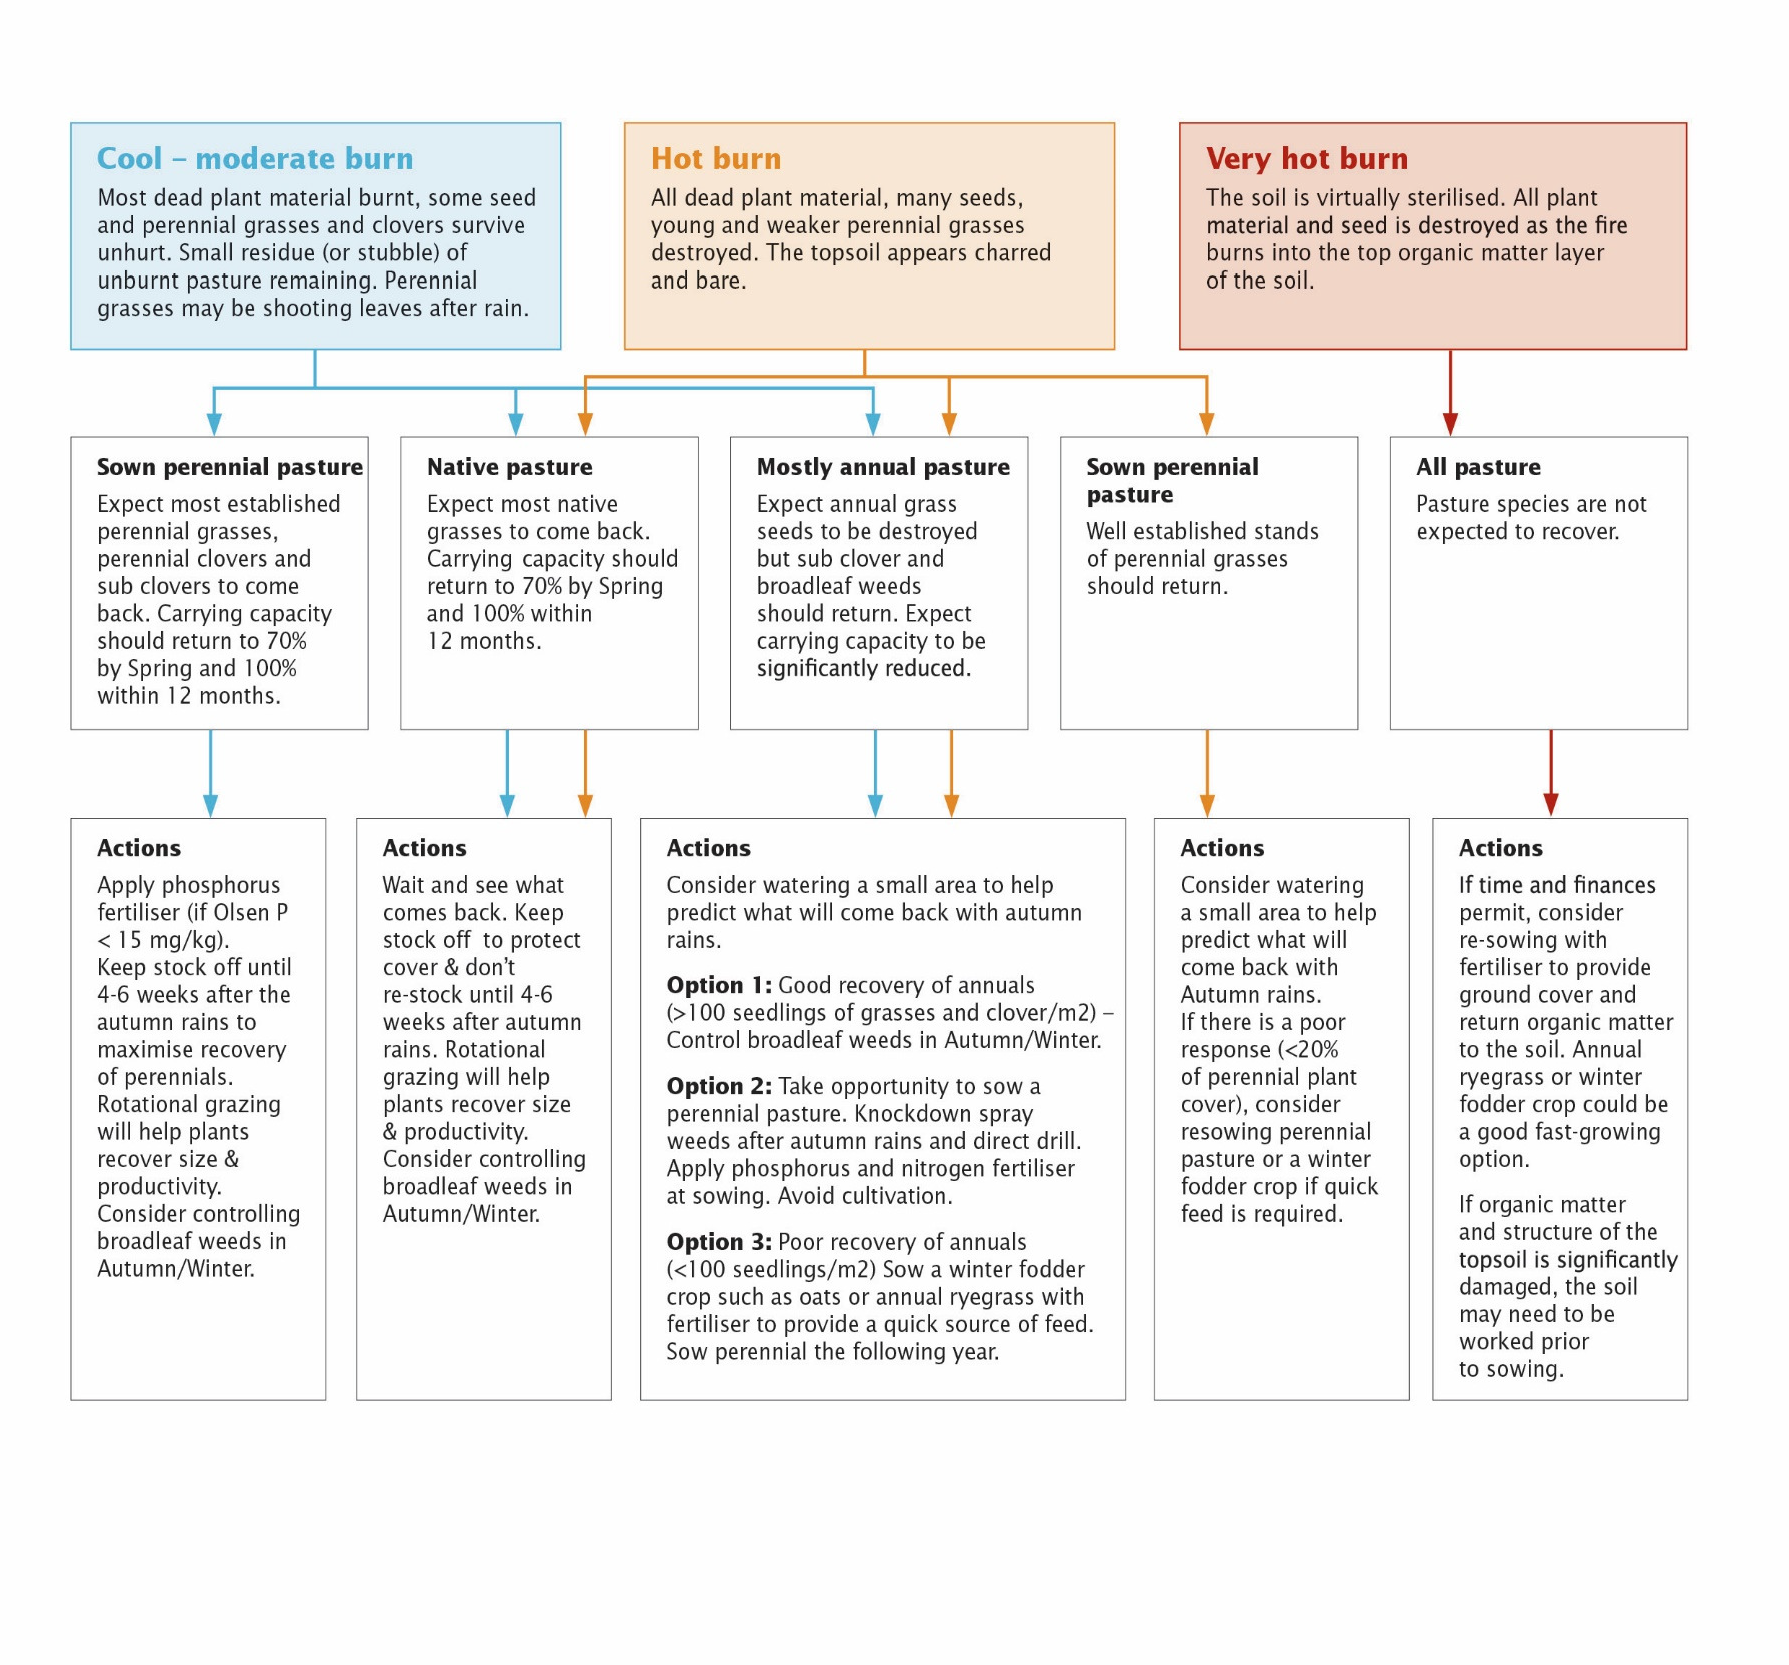 Cool – moderate burn
Most dead plant material burnt, some seed
and perennial grasses and clovers survive
unhurt. Small residue (or stubble) of
unburnt pasture remaining. Perennial
grasses may be shooting leaves after rain.
Hot burn
All dead plant material, many seeds,
young and weaker perennial grasses
destroyed. The topsoil appears charred
and bare.
Very hot burn
The soil is virtually sterilised. All plant
material and seed is destroyed as the fire
burns into the top organic matter layer
of the soil.
Sown perennial pasture
Expect most established
perennial grasses,
perennial clovers and
sub clovers to come
back. Carrying capacity
should return to 70%
by Spring and 100%
within 12 months.
Native pasture
Expect most native
grasses to come back.
Carrying capacity should
return to 70% by Spring
and 100% within
12 months.
Mostly annual pasture
Expect annual grass
seeds to be destroyed
but sub clover and
broadleaf weeds
should return. Expect
carrying capacity to be
significantly reduced.
Sown perennial
pasture
Well established stands
of perennial grasses
should return.
All pasture
Pasture species are not
expected to recover.
Actions
Apply phosphorus
fertiliser (if Olsen P
< 15 mg/kg).
Keep stock off until
4-6 weeks after the
autumn rains to
maximise recovery
of perennials.
Rotational grazing
will help plants
recover size &
productivity.
Consider controlling
broadleaf weeds in
Autumn/Winter.
Actions
Wait and see what
comes back. Keep
stock off to protect
cover & don’t
re-stock until 4-6
weeks after autumn
rains. Rotational
grazing will help
plants recover size
& productivity.
Consider controlling
broadleaf weeds in
Autumn/Winter.
Actions
Consider watering a small area to help
predict what will come back with autumn
rains.
Option 1: Good recovery of annuals
(>100 seedlings of grasses and clover/m2) –
Control broadleaf weeds in Autumn/Winter.
Option 2: Take opportunity to sow a
perennial pasture. Knockdown spray
weeds after autumn rains and direct drill.
Apply phosphorus and nitrogen fertiliser
at sowing. Avoid cultivation.
Option 3: Poor recovery of annuals
(<100 seedlings/m2) Sow a winter fodder
crop such as oats or annual ryegrass with
fertiliser to provide a quick source of feed.
Sow perennial the following year.
Actions
Consider watering
a small area to help
predict what will
come back with
Autumn rains.
If there is a poor
response (<20%
of perennial plant
cover), consider
resowing perennial
pasture or a winter
fodder crop if quick
feed is required.
Actions
If time and finances
permit, consider
re-sowing with
fertiliser to provide
ground cover and
return organic matter
to the soil. Annual
ryegrass or winter
fodder crop could be
a good fast-growing
option.
If organic matter
and structure of the
topsoil is significantly
damaged, the soil
may need to be
worked prior
to sowing.